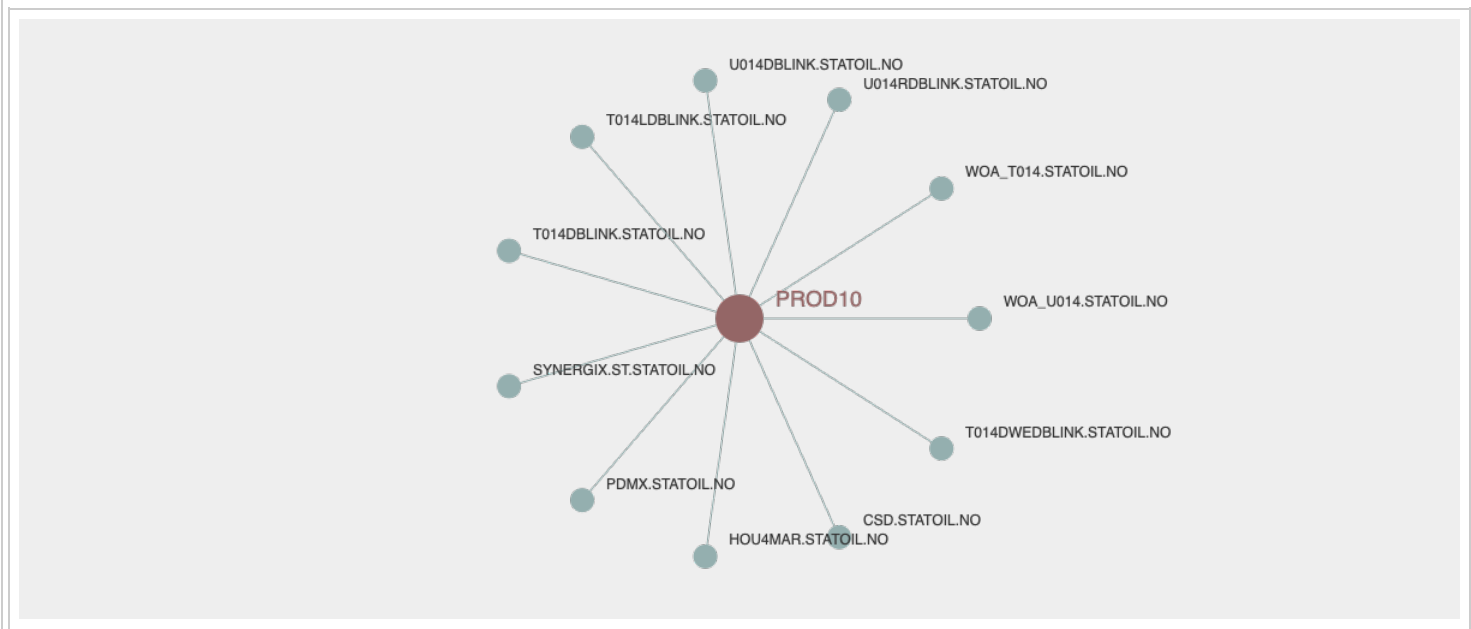 U014DBLINK.STATOIL.NO
U014RDBLINK.STATOIL.NO
T014LDBLINK.STATOIL.NO
WOA_T014.STATOIL.NO
T014DBLINK.STATOIL.NO
PROD10
WOA_U014.STATOIL.NO
SYNERGIX.ST.STATOIL.NO
T014DWEDBLINK.STATOIL.NO
PDMX.STATOIL.NO
CSD.STATOIL.NO
HOU4MAR.STATOIL.NO